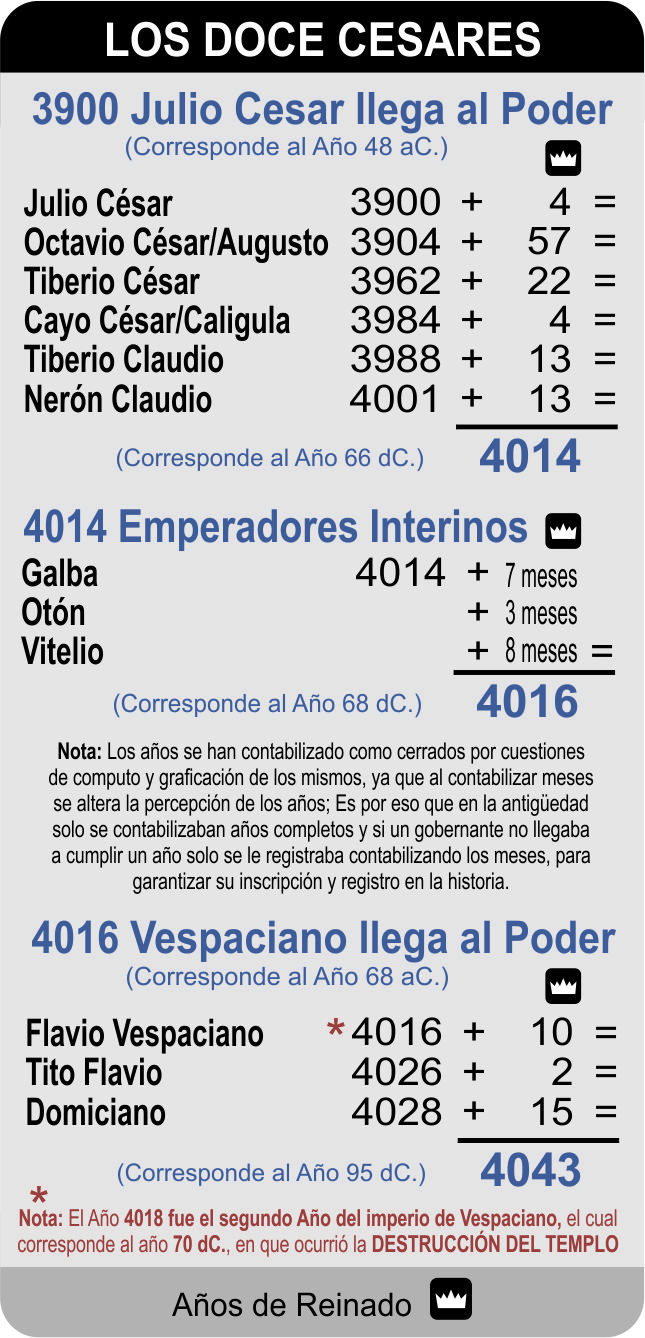 LOS DOCE CESARES
3900 Julio Cesar llega al Poder
(Corresponde al Año 48 aC.)
Julio César 3900 + 4 =
Octavio César/Augusto 3904 + 57 =
Tiberio César 3962 + 22 =
Cayo César/Caligula 3984 + 4 =
Tiberio Claudio 3988 + 13 =
Nerón Claudio 4001 + 13 =
(Corresponde al Año 66 dC.) 4014
4014 Emperadores Interinos
Galba 4014 + 7 meses
Otón + 3 meses
Vitelio + 8 meses =
(Corresponde al Año 68 dC.) 4016
Nota: Los años se han contabilizado como cerrados por cuestiones
de computo y graficación de los mismos, ya que al contabilizar meses
se altera la percepción de los años; Es por eso que en la antigüedad
solo se contabilizaban años completos y si un gobernante no llegaba
a cumplir un año solo se le registraba contabilizando los meses, para
garantizar su inscripción y registro en la historia.
4016 Vespaciano llega al Poder
(Corresponde al Año 68 aC.)
Flavio Vespaciano *4016 + 10 =
Tito Flavio 4026 + 2 =
Domiciano 4028 + 15 =
(Corresponde al Año 95 dC.) 4043
*
Nota: El Año 4018 fue el segundo Año del imperio de Vespaciano, el cual
corresponde al año 70 dC., en que ocurrió la DESTRUCCIÓN DEL TEMPLO
Años de Reinado